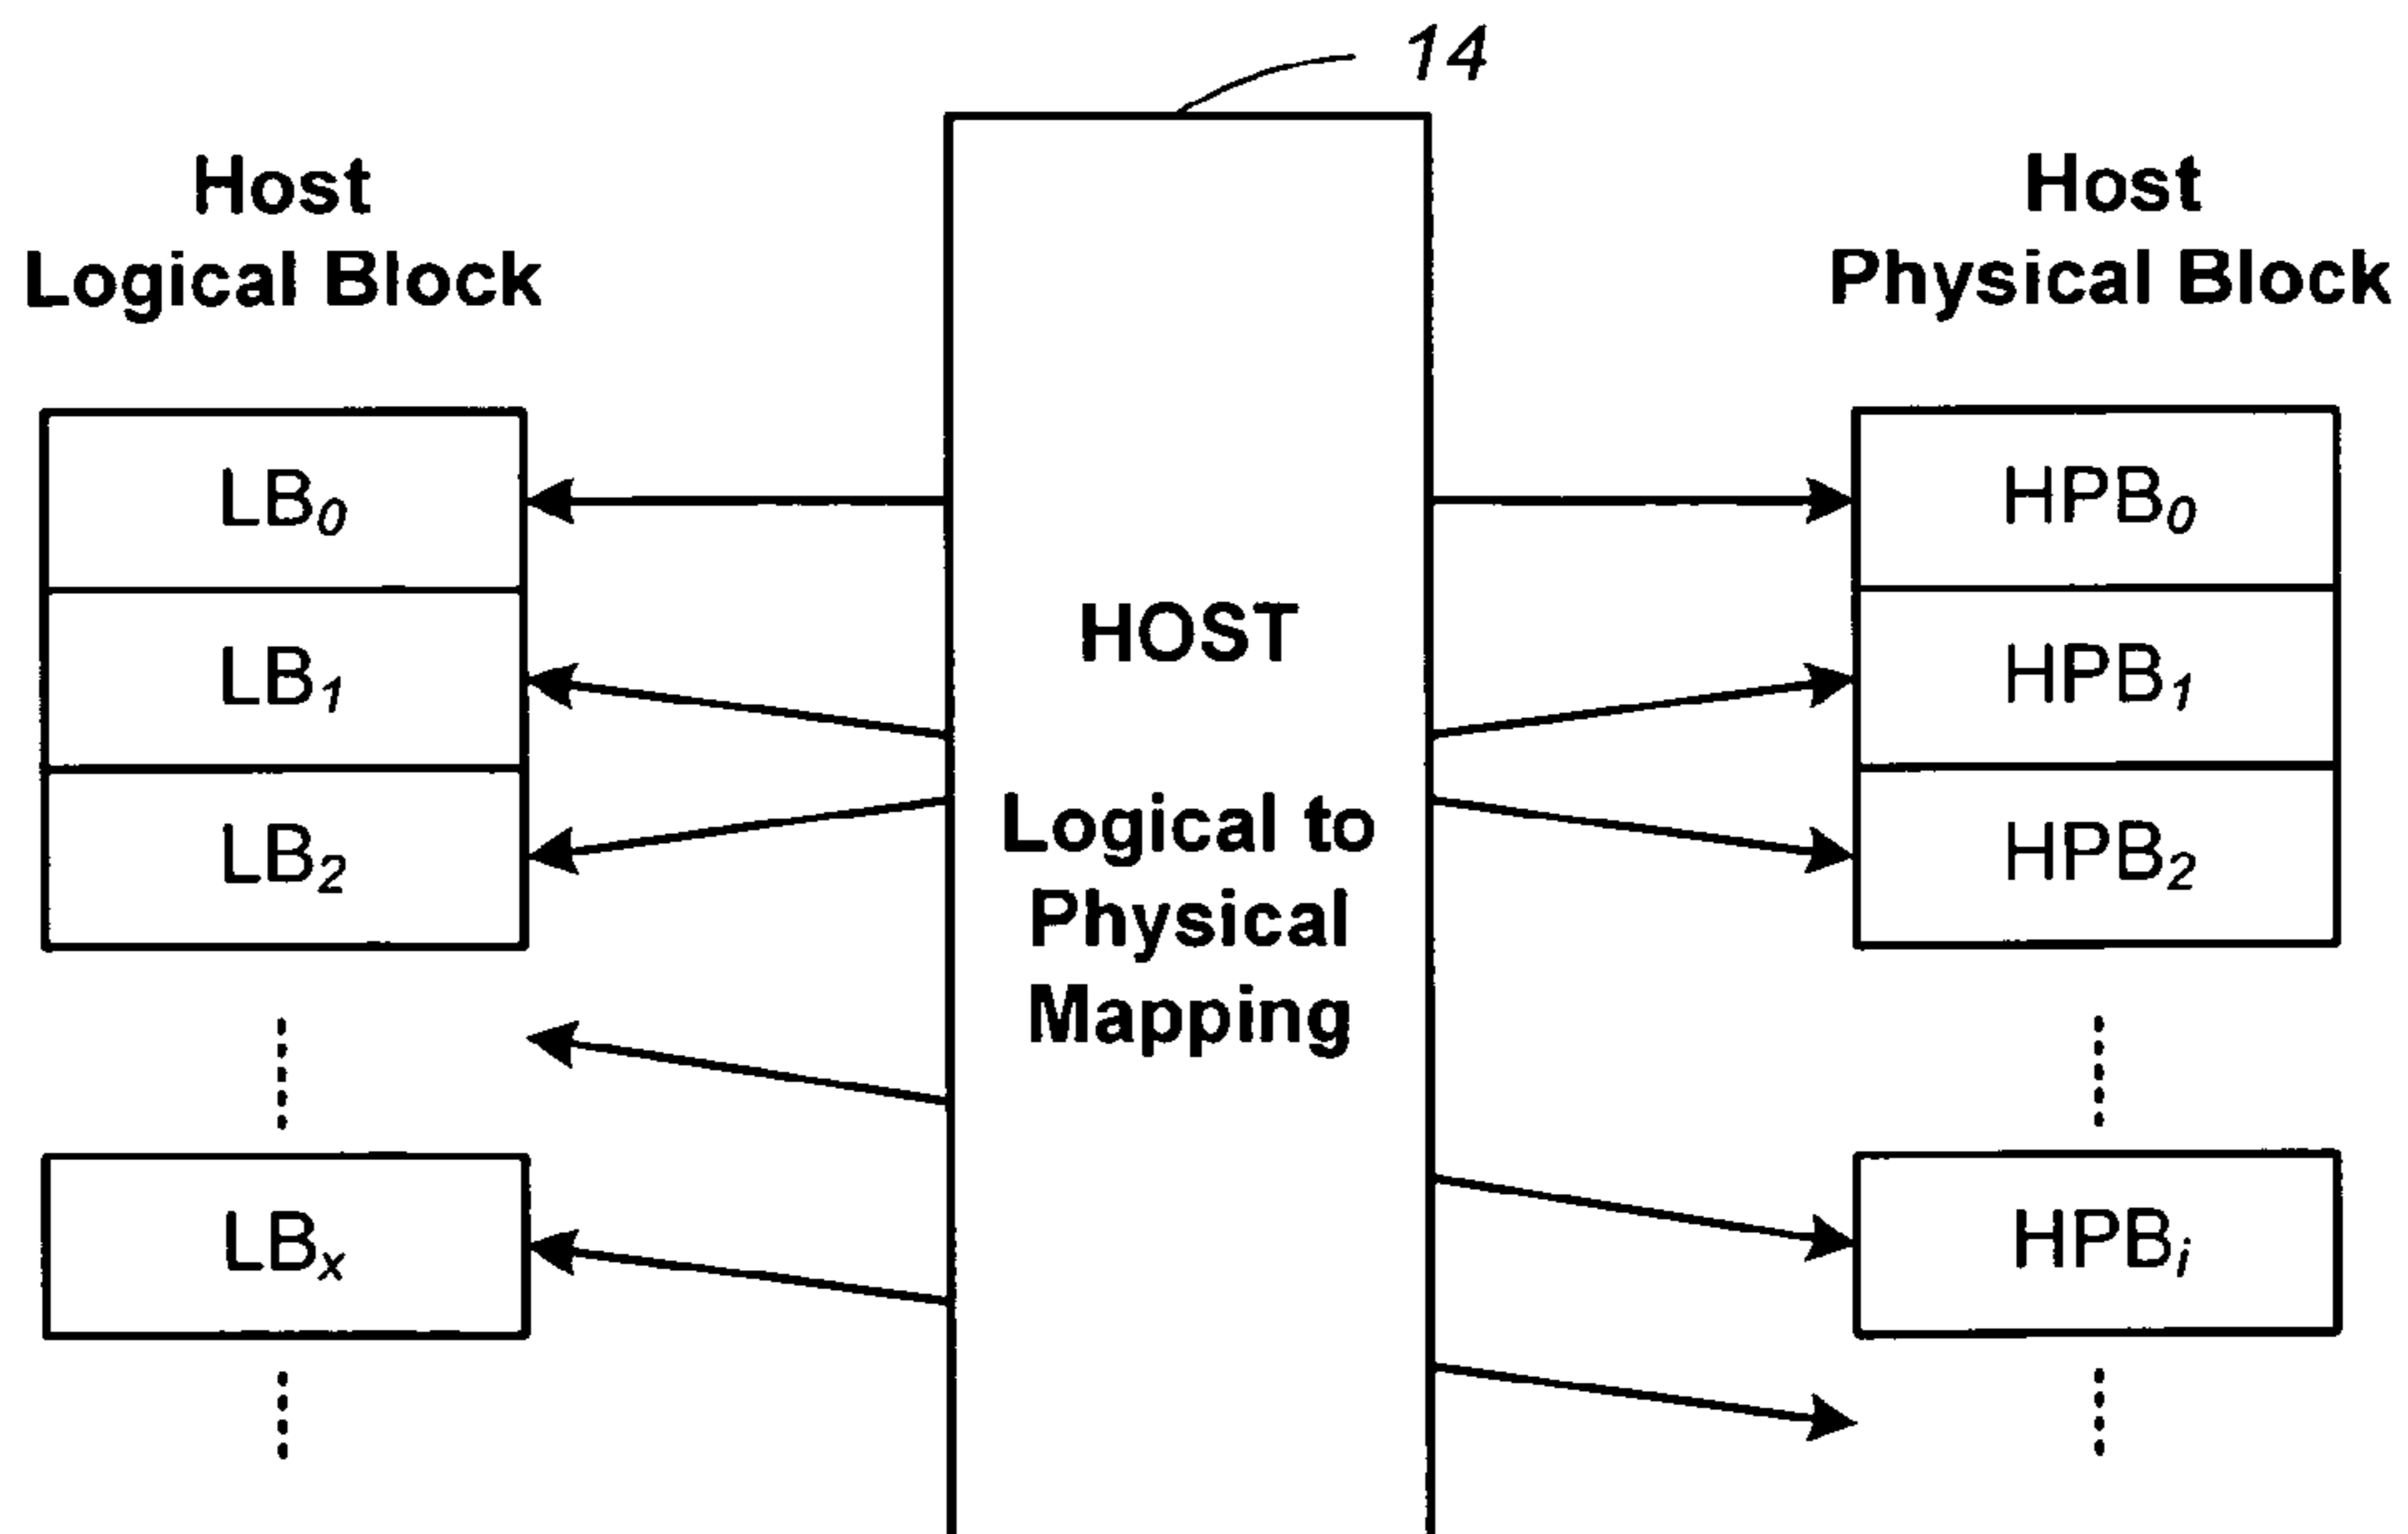 14
Host
Logical Block
Host
Physical Block
LB0
LB1
LB2
LBx
HOST
Logical to
Physical
Mapping
HPB0
HPB1
HPB2
HPBi